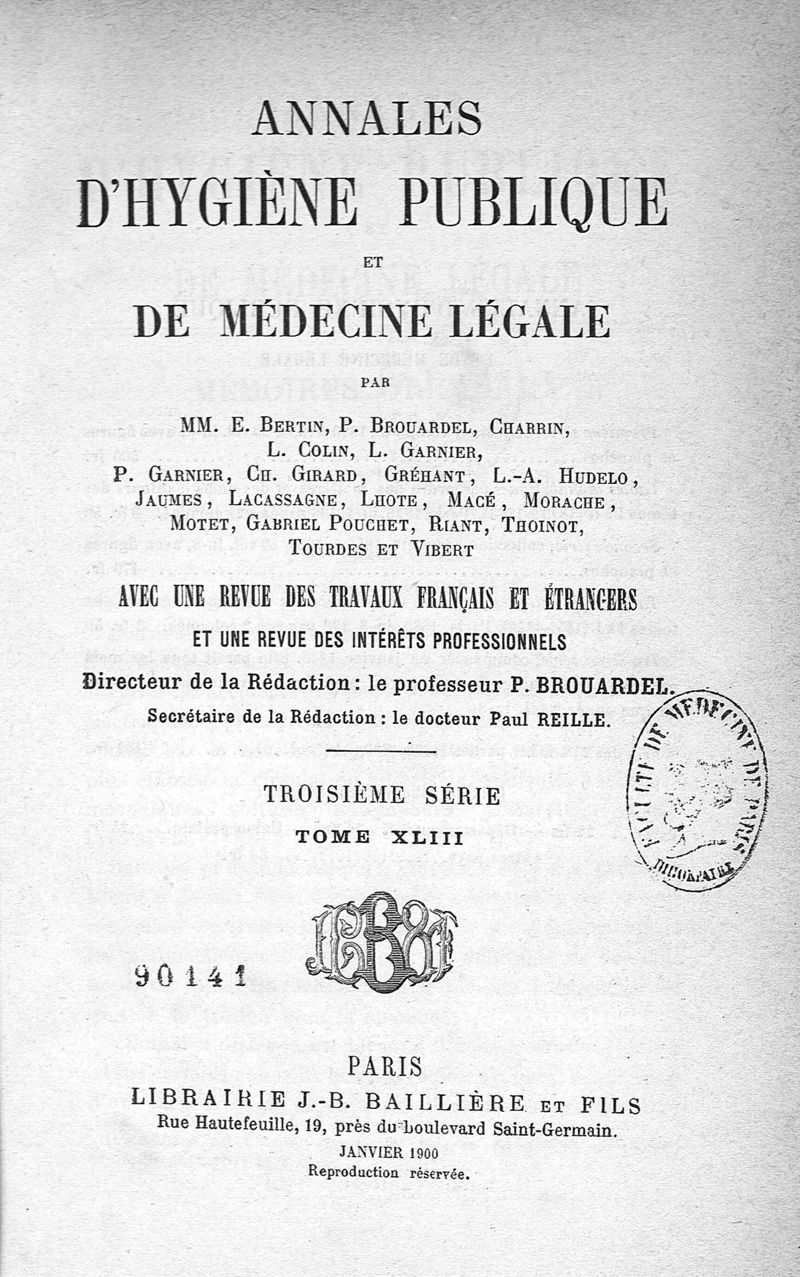 ANNALES
D'HYGIÈNE PUBLIQUE
ET
DE MÉDECINE LÉGALE
PAR
MM. E. BERTIN, P. BROUARDEL, CHARRIN,
L. COLIN, L. GARNIER,
P. GARNIER, CH. GIRARD, GRÉHANT, L.-A. HUDELO,
JAUMES, LACASSAGNE, LHOTE, MACÉ, MORACHE,
MOTET, GABRIEL POUCHET, RIANT, THOINOT,
TOURDES ET VIBERT
AVEC UNE REVUE DES TRAVAUX FRANÇAIS ET ÉTRANGERS
ET UNE REVUE DES INTÉRÊTS PROFESSIONNELS
Directeur de la Rédaction : le professeur P. BROUARDEL.
Secrétaire de la Rédaction : le docteur Paul REILLE.
FACULTÉ DE MÉDECINE DE PARIS
TROISIÈME SÉRIE
TOME XLIII
90141
PARIS
LIBRAIRIE J.-B. BAILLIÈRE ET FILS
Rue Hautefeuille, 19, près du boulevard Saint-Germain.
JANVIER 1900
Reproduction réservée.